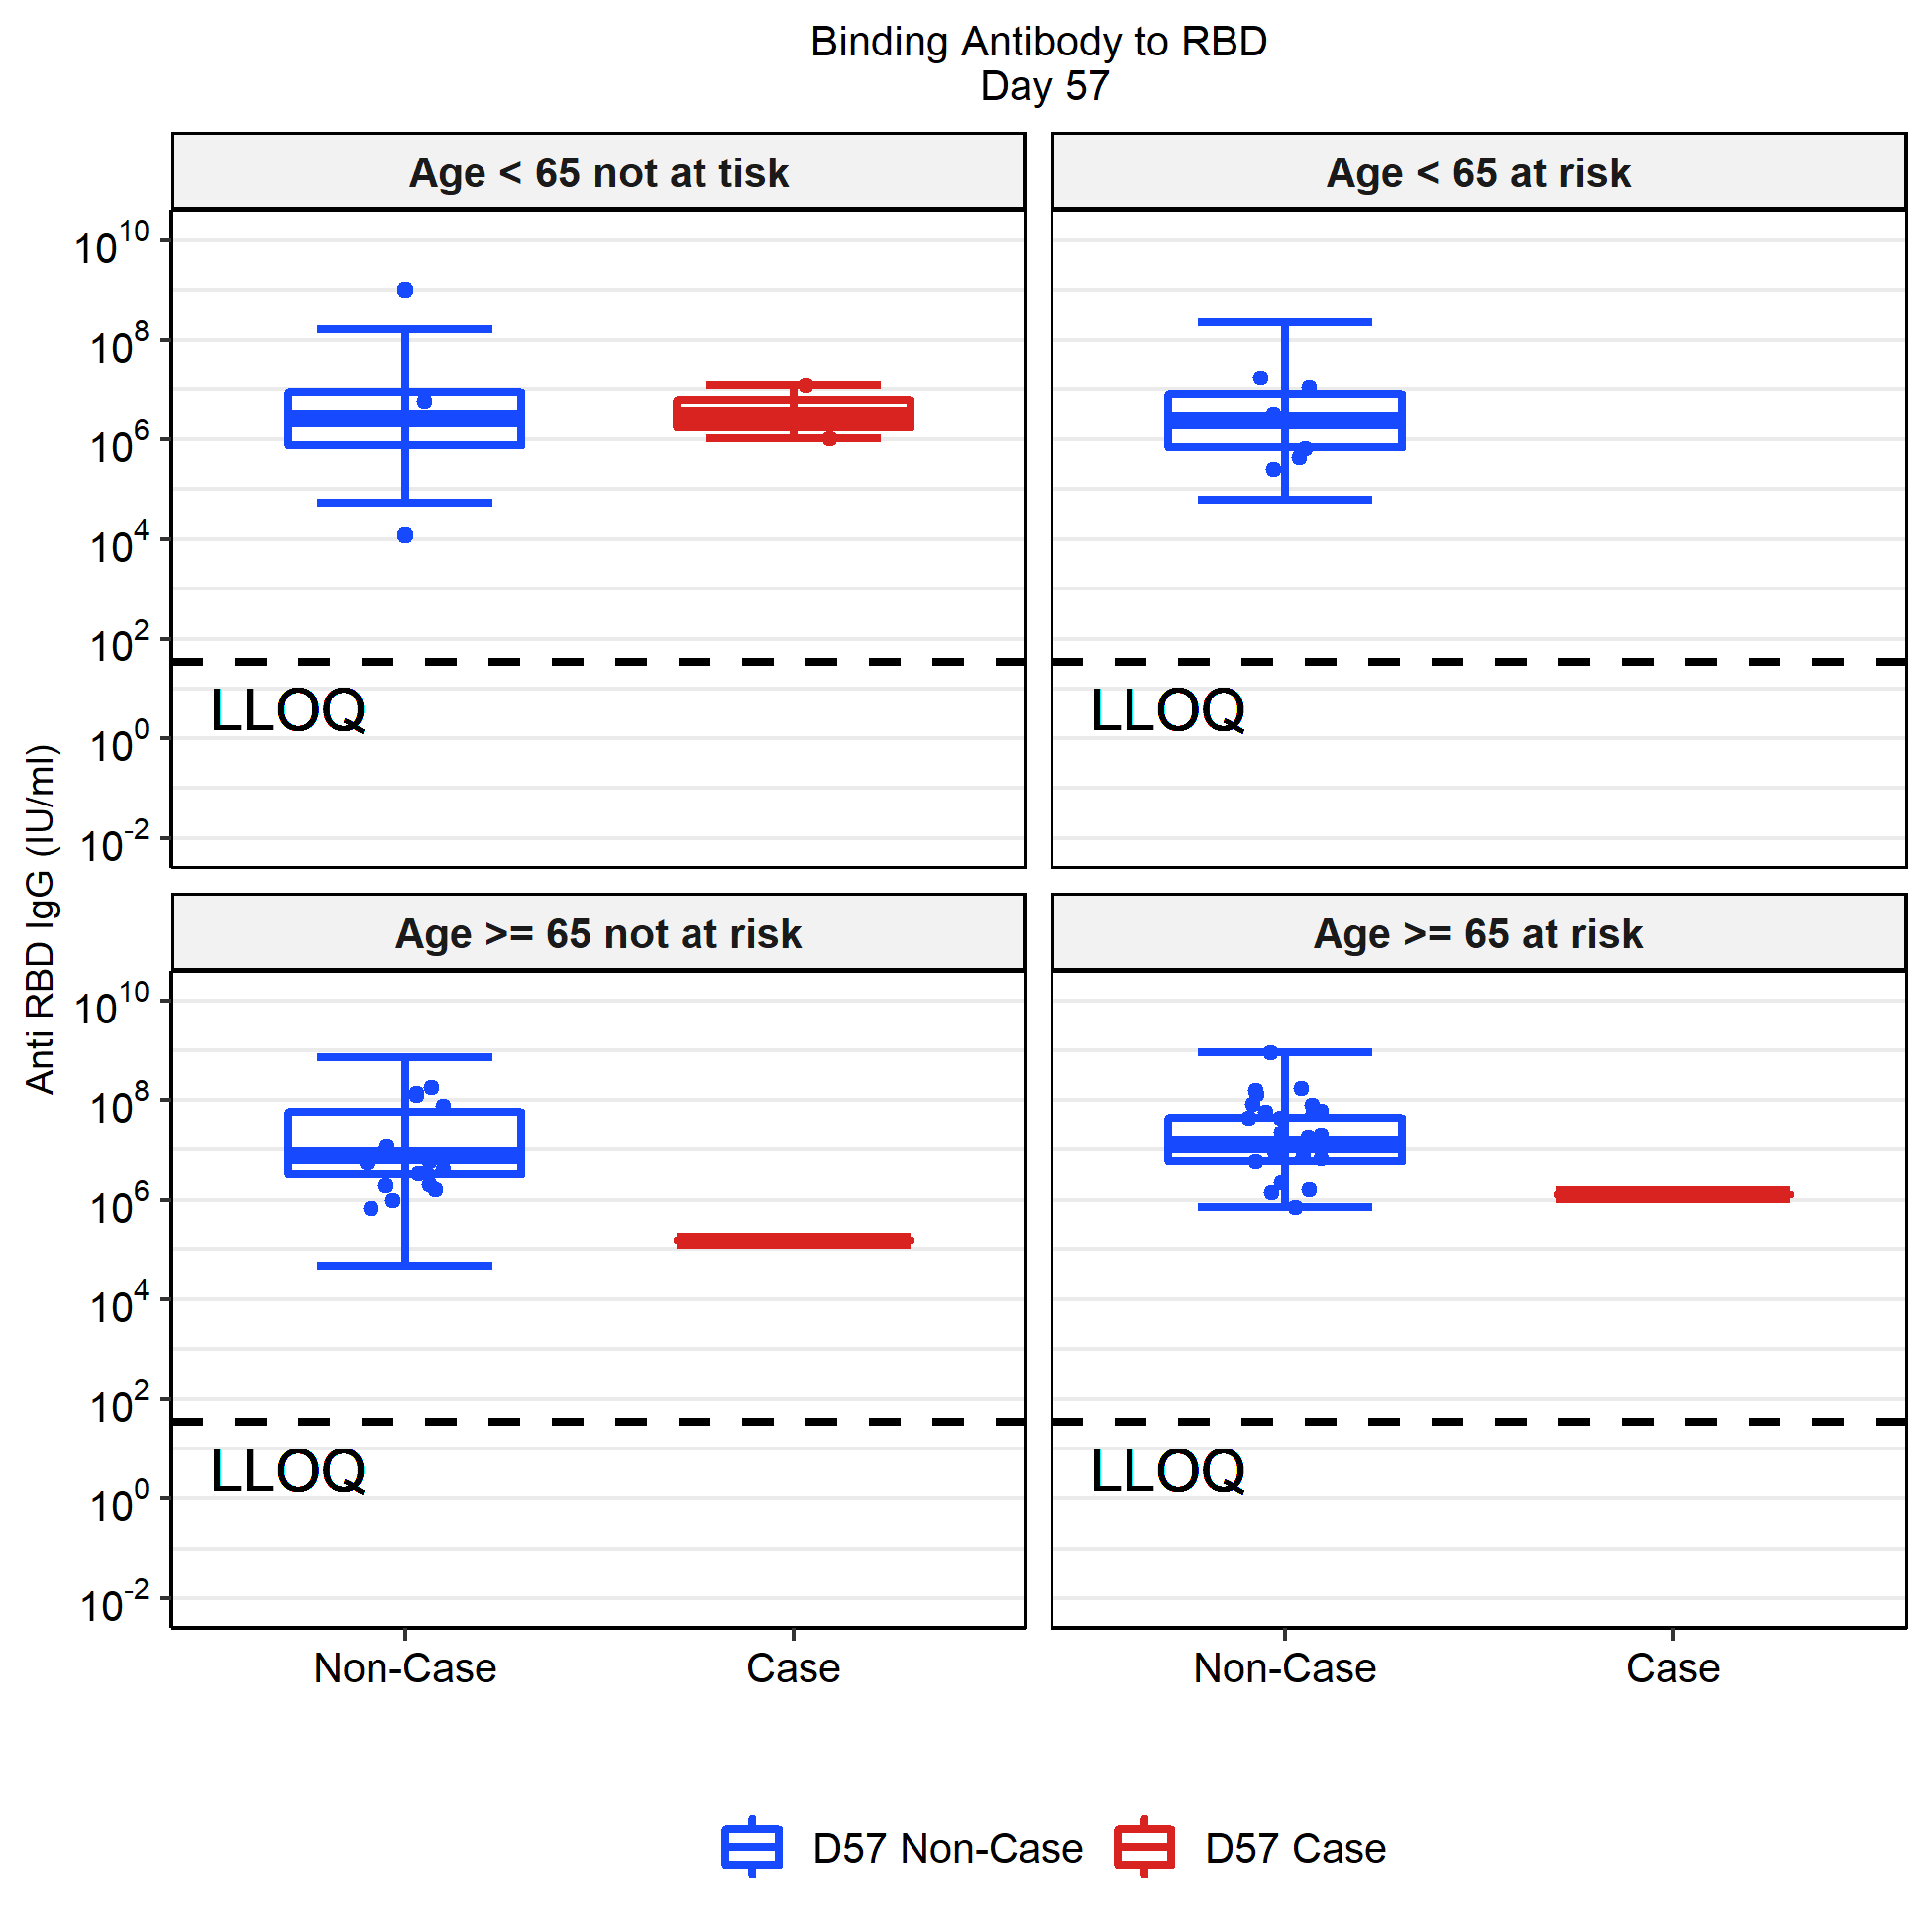 Binding Antibody to RBD
Day 57
Age < 65 not at tisk
Age < 65 at risk
10^10
10^8
10^6
10^4
10^2
10^0
10^-2
LLOQ
LLOQ
Anti RBD IgG (IU/ml)
Age >= 65 not at risk
Age >= 65 at risk
10^10
10^8
10^6
10^4
10^2
10^0
10^-2
LLOQ
LLOQ
Non-Case
Case
Non-Case
Case
D57 Non-Case
D57 Case